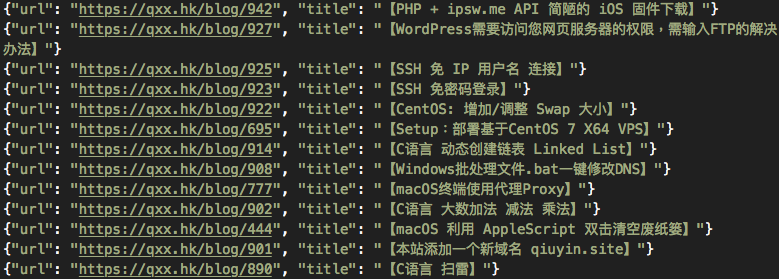 {"url": "https://qxx.hk/blog/942", "title": "【PHP + ipsw.me API 简陋的 iOS 固件下载】"}
{"url": "https://qxx.hk/blog/927", "title": "【WordPress需要访问您网页服务器的权限，需输入FTP的解决
办法】"}
{"url": "https://qxx.hk/blog/925", "title": "【SSH 免 IP 用户名 连接】"}
{"url": "https://qxx.hk/blog/923", "title": "【SSH 免密码登录】"}
{"url": "https://qxx.hk/blog/922", "title": "【CentOS: 增加/调整 Swap 大小】"}
{"url": "https://qxx.hk/blog/695", "title": "【Setup：部署基于CentOS 7 X64 VPS】"}
{"url": "https://qxx.hk/blog/914", "title": "【C语言 动态创建链表 Linked List】"}
{"url": "https://qxx.hk/blog/908", "title": "【Windows批处理文件.bat一键修改DNS】"}
{"url": "https://qxx.hk/blog/777", "title": "【macOS终端使用代理Proxy】"}
{"url": "https://qxx.hk/blog/902", "title": "【C语言 大数加法 减法 乘法】"}
{"url": "https://qxx.hk/blog/444", "title": "【macOS 利用 AppleScript 双击清空废纸篓】"}
{"url": "https://qxx.hk/blog/901", "title": "【本站添加一个新域名 qiuyin.site】"}
{"url": "https://qxx.hk/blog/890", "title": "【C语言 扫雷】"}